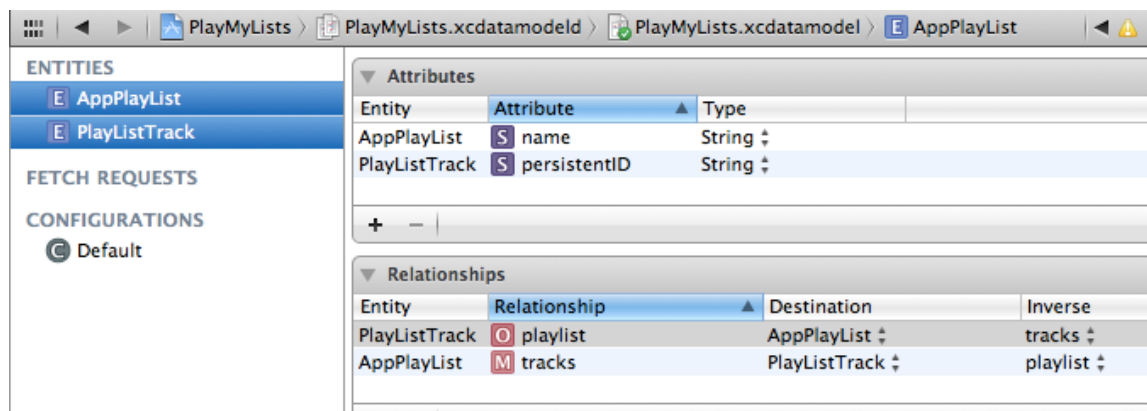 PlayMyLists PlayMyLists.xcdatamodeld PlayMyLists.xcdatamodel E AppPlayList
ENTITIES
E AppPlayList
E PlayListTrack
FETCH REQUESTS
CONFIGURATIONS
C Default
Attributes
Entity Attribute Type
AppPlayList S name String
PlayListTrack S persistentID String
+ −
Relationships
Entity Relationship Destination Inverse
PlayListTrack O playlist AppPlayList tracks
AppPlayList M tracks PlayListTrack playlist